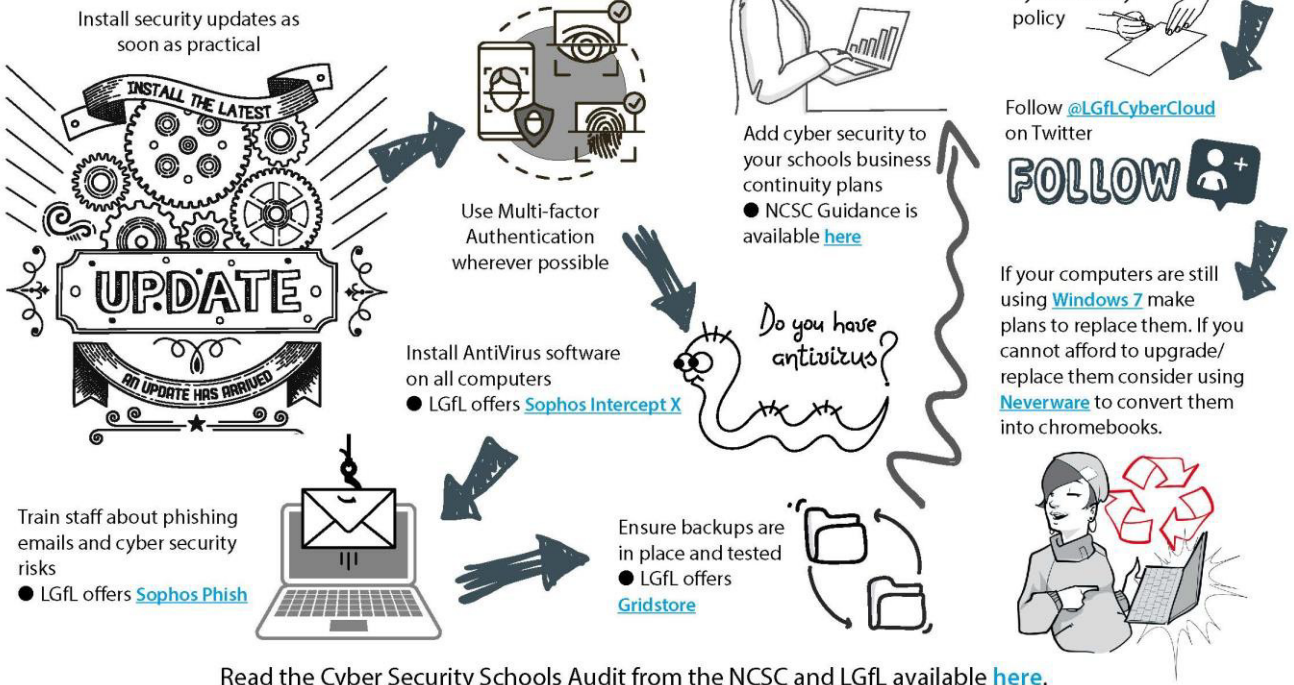 Install security updates as
soon as practical
INSTALL THE LATEST
UPDATE
AN UPDATE HAS ARRIVED
Use Multi-factor
Authentication
wherever possible
Install AntiVirus software
on all computers
● LGfL offers Sophos Intercept X
Do you have
antivirus?
Train staff about phishing
emails and cyber security
risks
● LGfL offers Sophos Phish
Ensure backups are
in place and tested
● LGfL offers
Gridstore
Add cyber security to
your schools business
continuity plans
● NCSC Guidance is
available here
policy
Follow @LGfLCyberCloud
on Twitter
FOLLOW
If your computers are still
using Windows 7 make
plans to replace them. If you
cannot afford to upgrade/
replace them consider using
Neverware to convert them
into chromebooks.
Read the Cyber Security Schools Audit from the NCSC and LGfL available here.